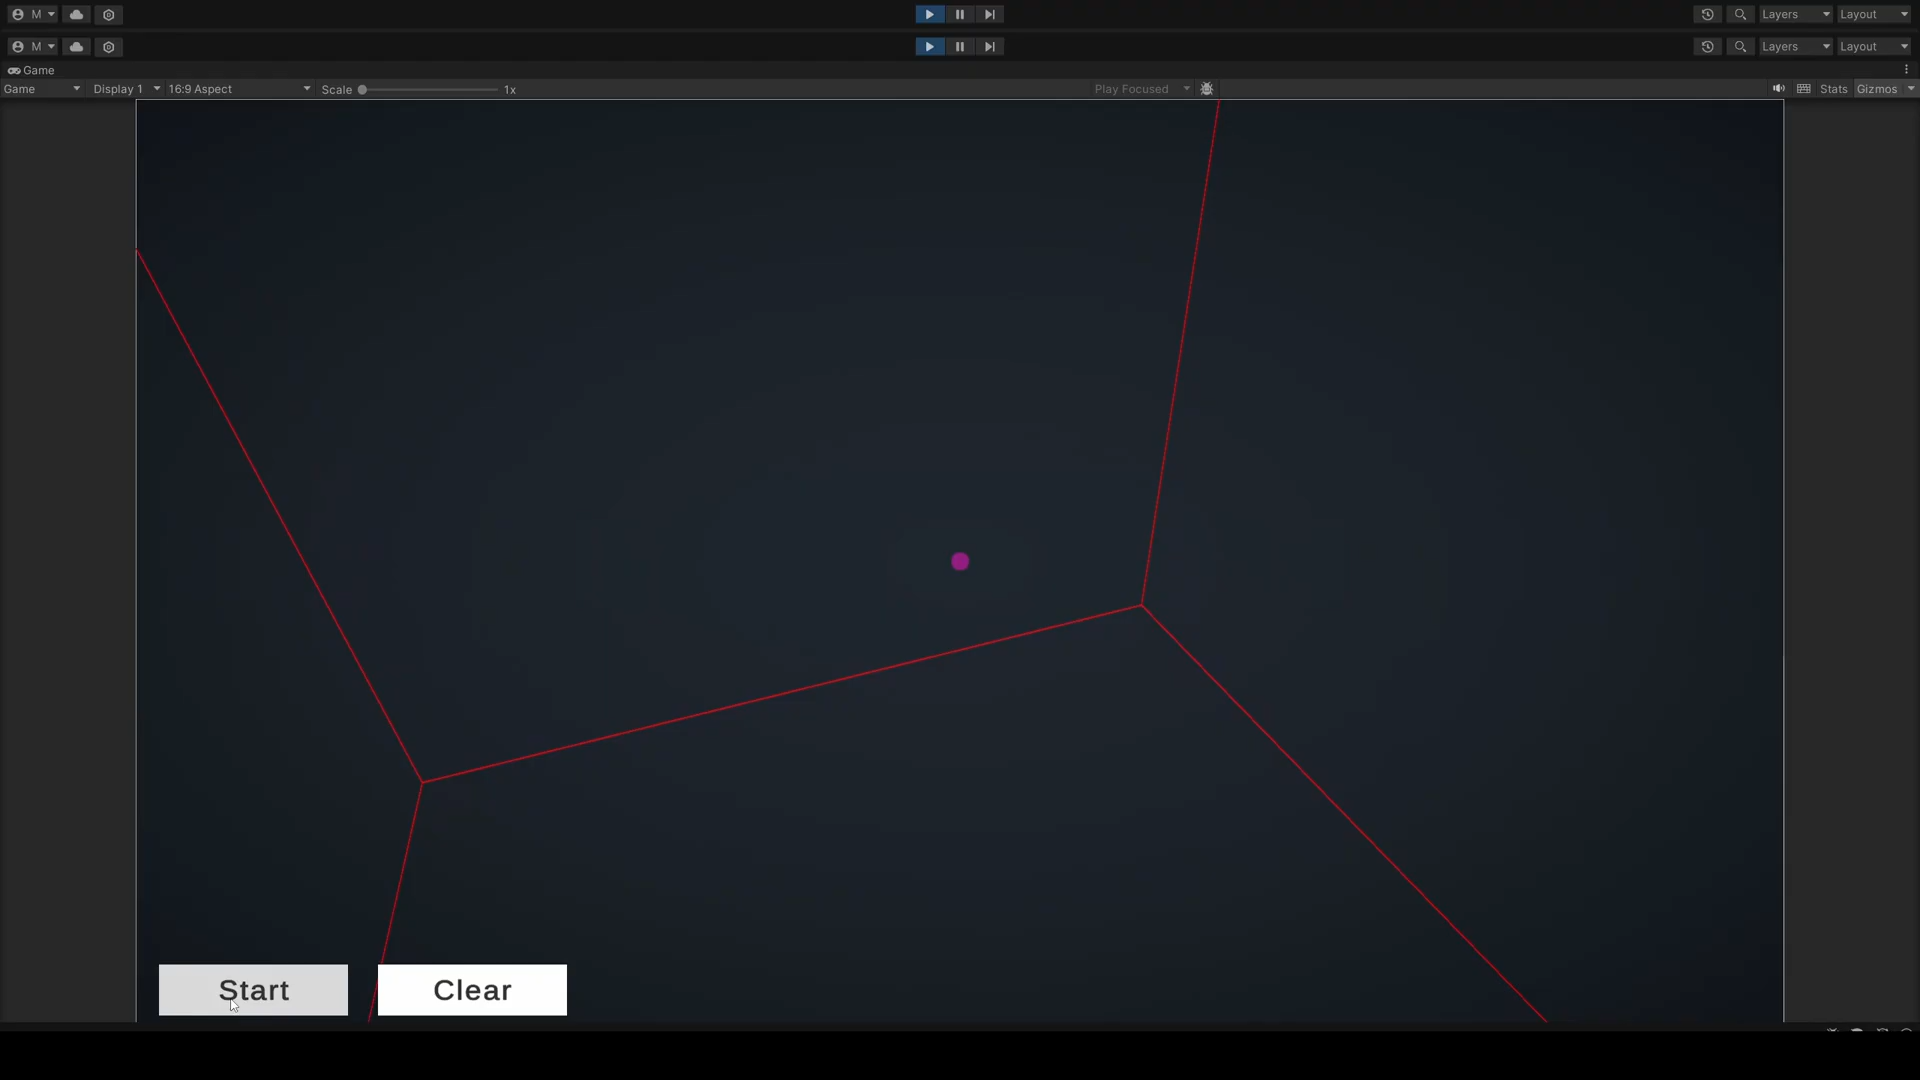 M Layers Layout
M Layers Layout
Game
Game Display 1 16:9 Aspect Scale 1x Play Focused Stats Gizmos
Start Clear